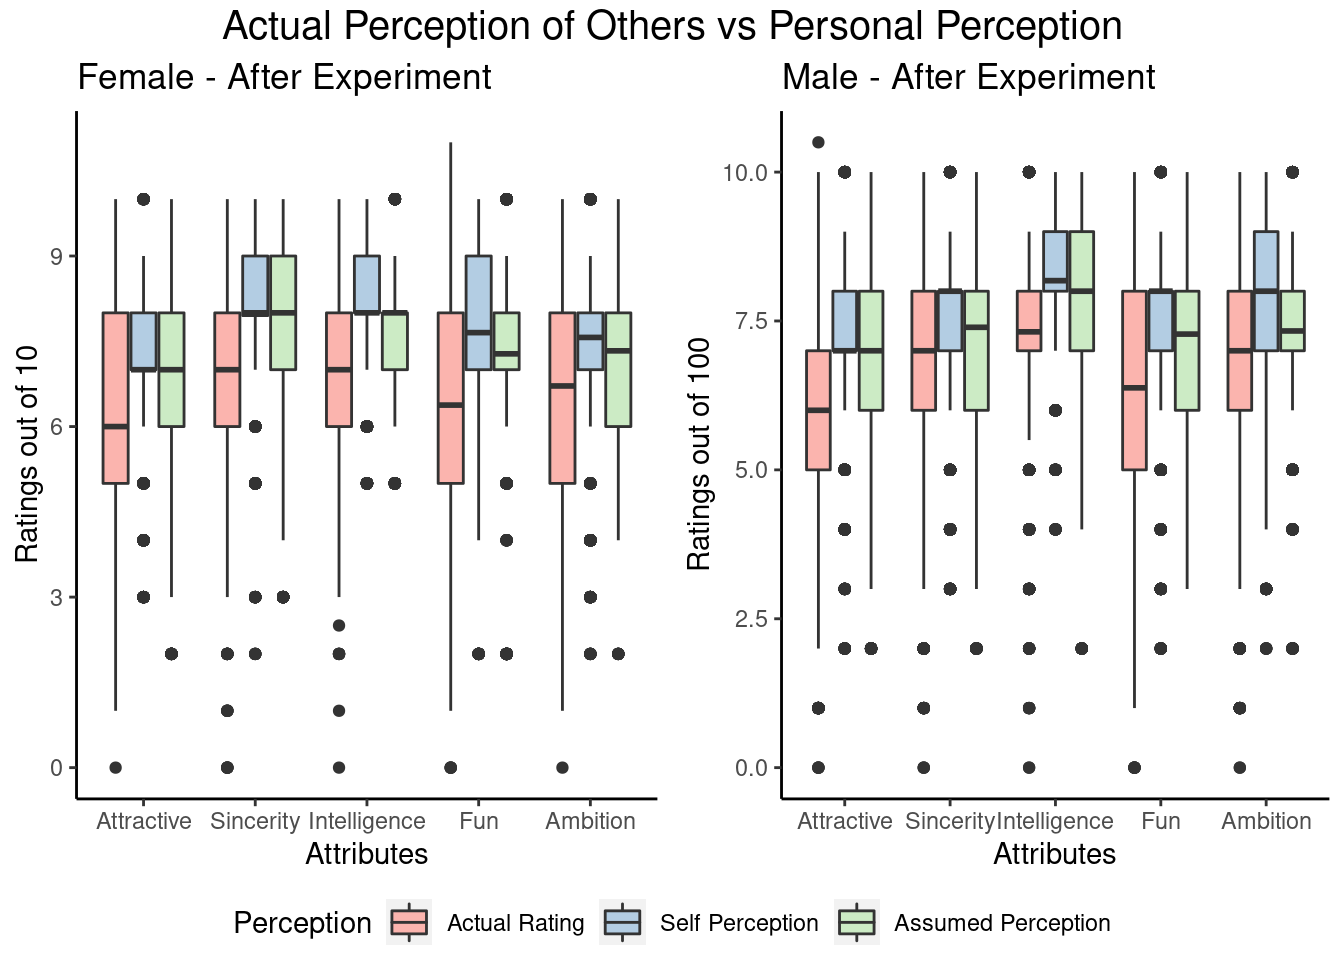 Actual Perception of Others vs Personal Perception
Female - After Experiment
Ratings out of 10
9
6
3
0
Attractive Sincerity Intelligence Fun Ambition
Attributes
Male - After Experiment
Ratings out of 100
10.0
7.5
5.0
2.5
0.0
Attractive Sincerity Intelligence Fun Ambition
Attributes
Perception Actual Rating Self Perception Assumed Perception